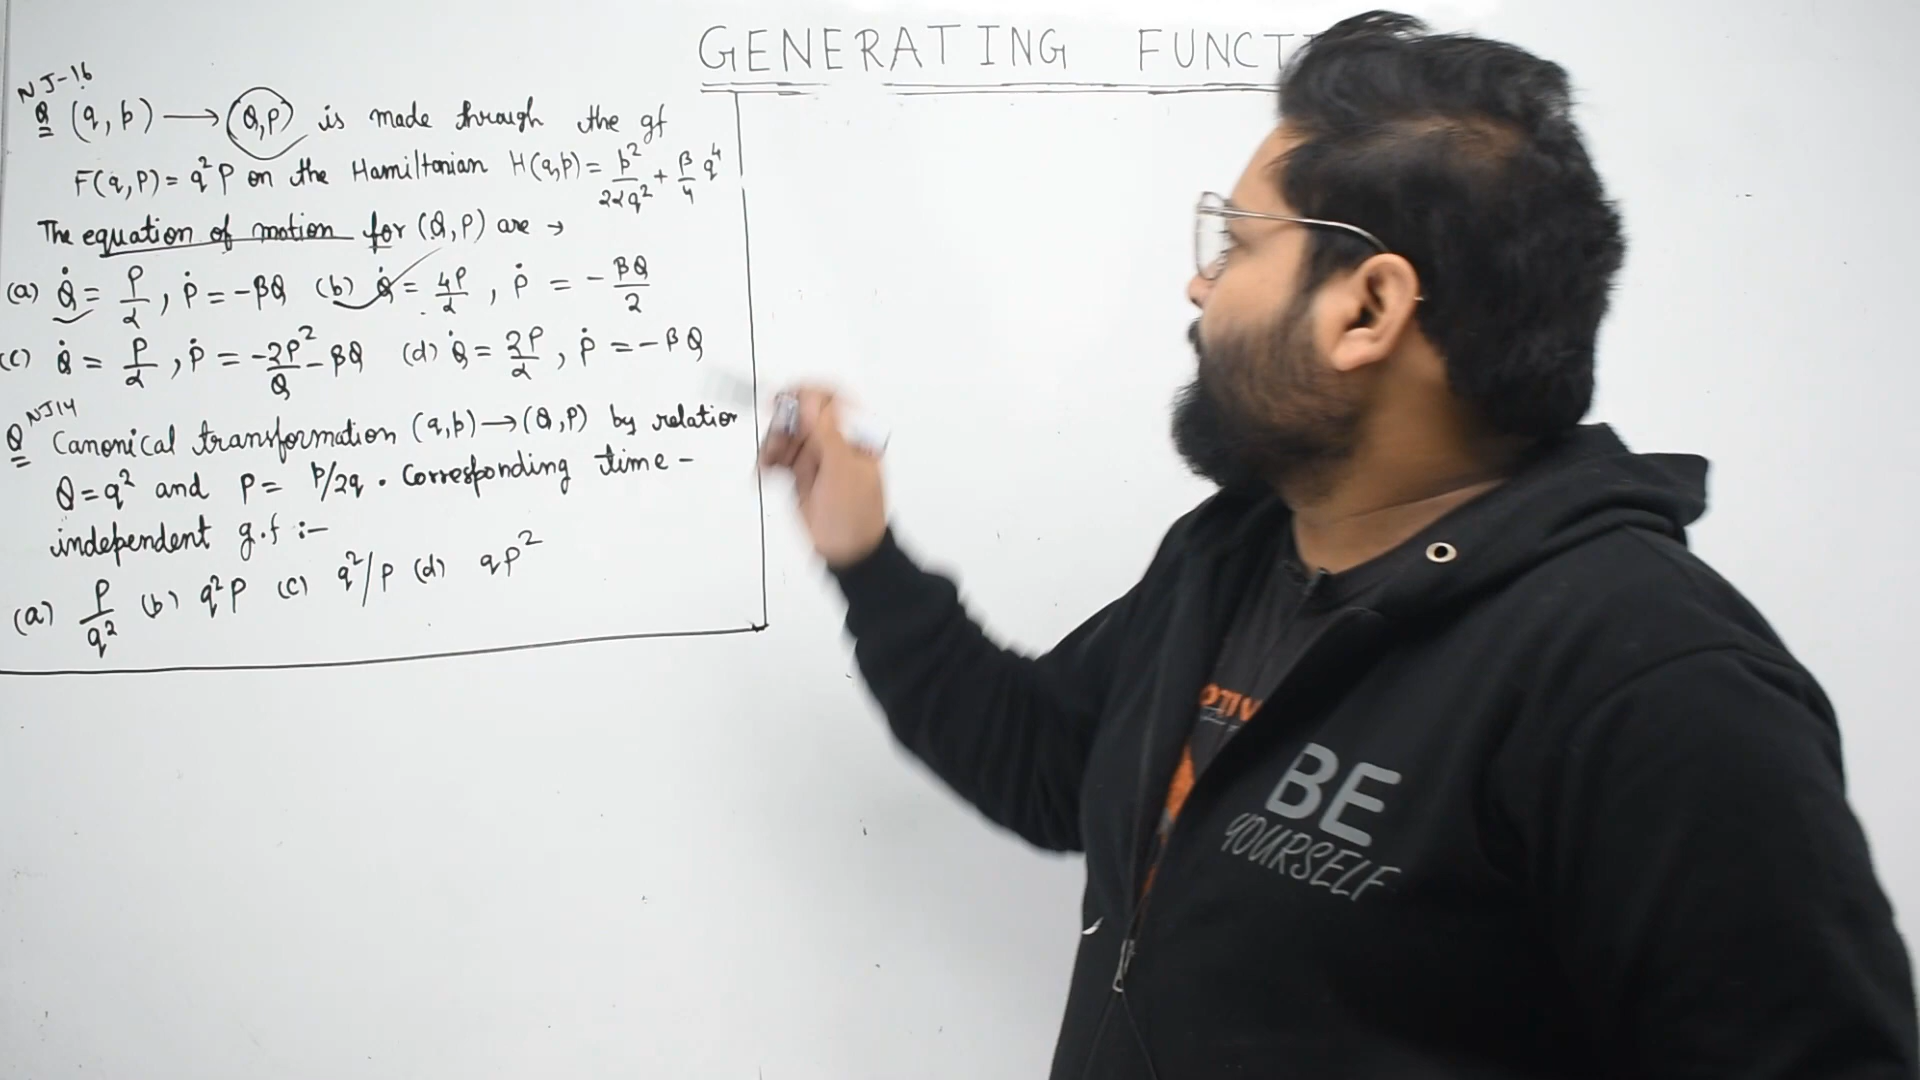 GENERATING FUNCT
NJ-16
Q (q, p) → (Q,P) is made through the gf
F(q,P) = q²P on the Hamiltonian H(q,p) = p²/2αq² + β/4 q⁴
The equation of motion for (Q,P) are →
(a) Q̇ = P/α, Ṗ = -βQ (b) Q̇ = 4P/α, Ṗ = -βQ/2
(c) Q̇ = P/α, Ṗ = -2P²/Q - βQ (d) Q̇ = 2P/α, Ṗ = -βQ
NJ14
Q Canonical transformation (q,p) → (Q,P) by relation
Q = q² and P = p/2q . Corresponding time -
independent g.f :-
(a) P/q² (b) q²P (c) q²/P (d) qP²
BE
YOURSELF